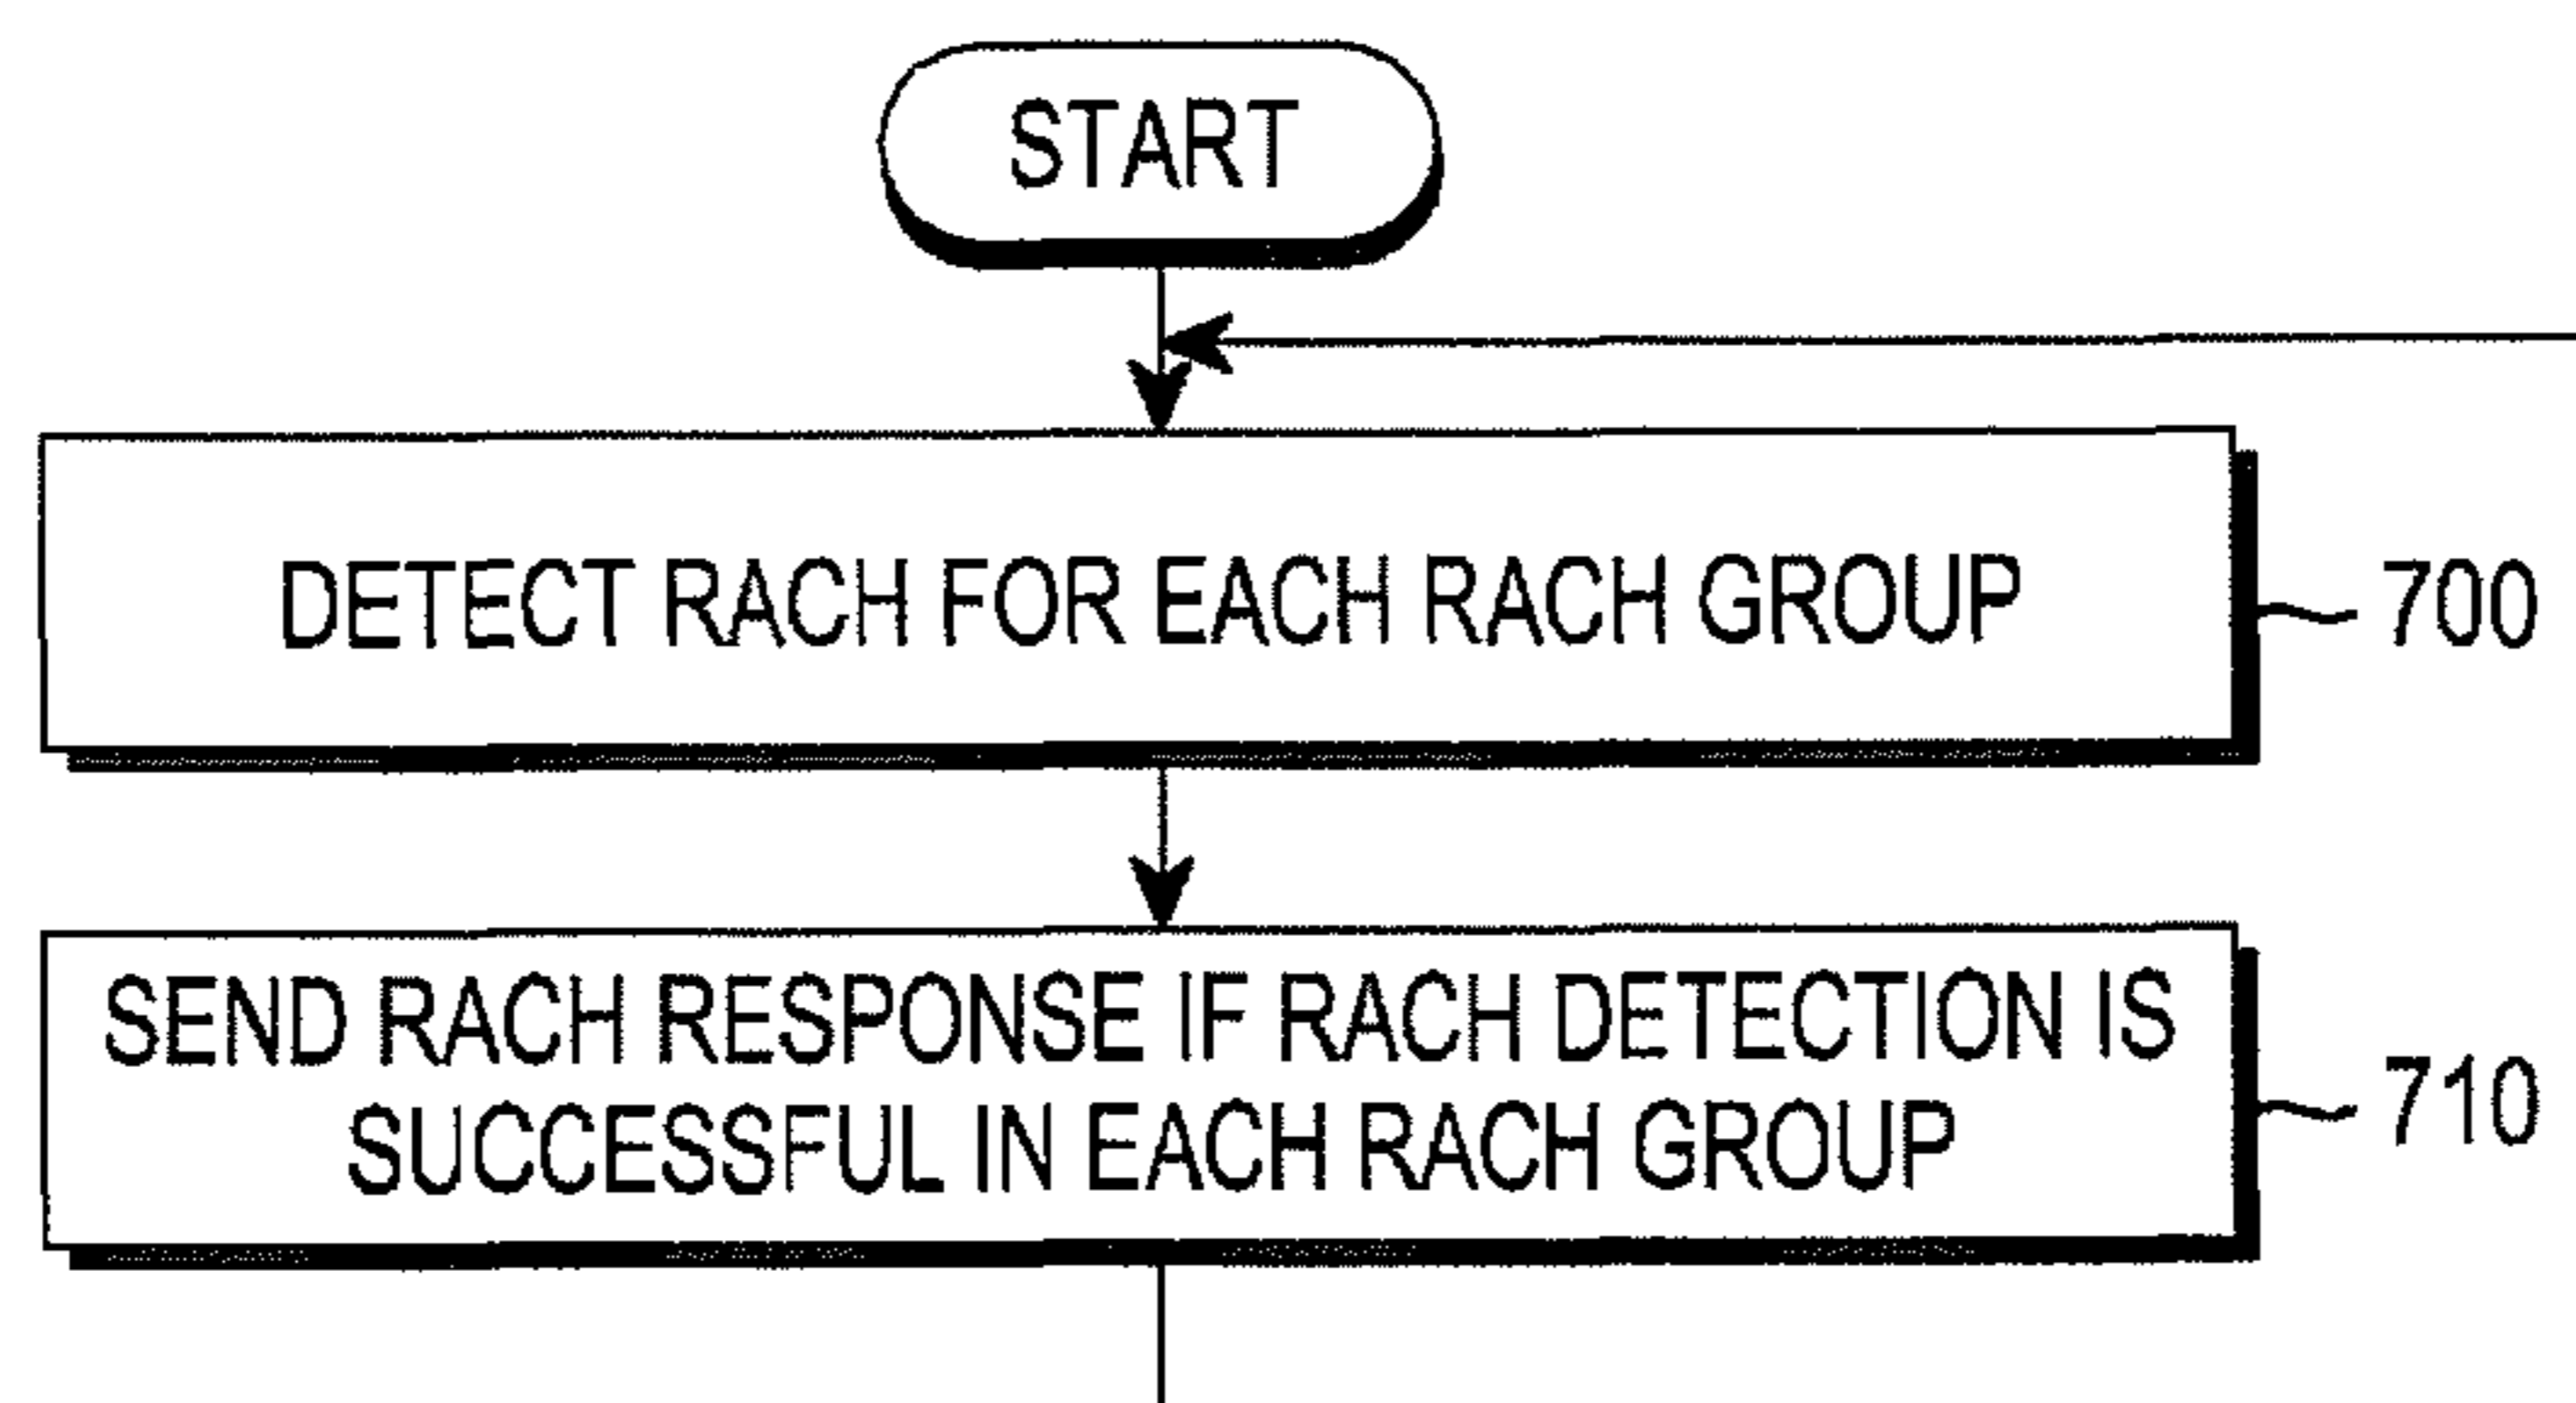 START
DETECT RACH FOR EACH RACH GROUP
700
SEND RACH RESPONSE IF RACH DETECTION IS
SUCCESSFUL IN EACH RACH GROUP
710